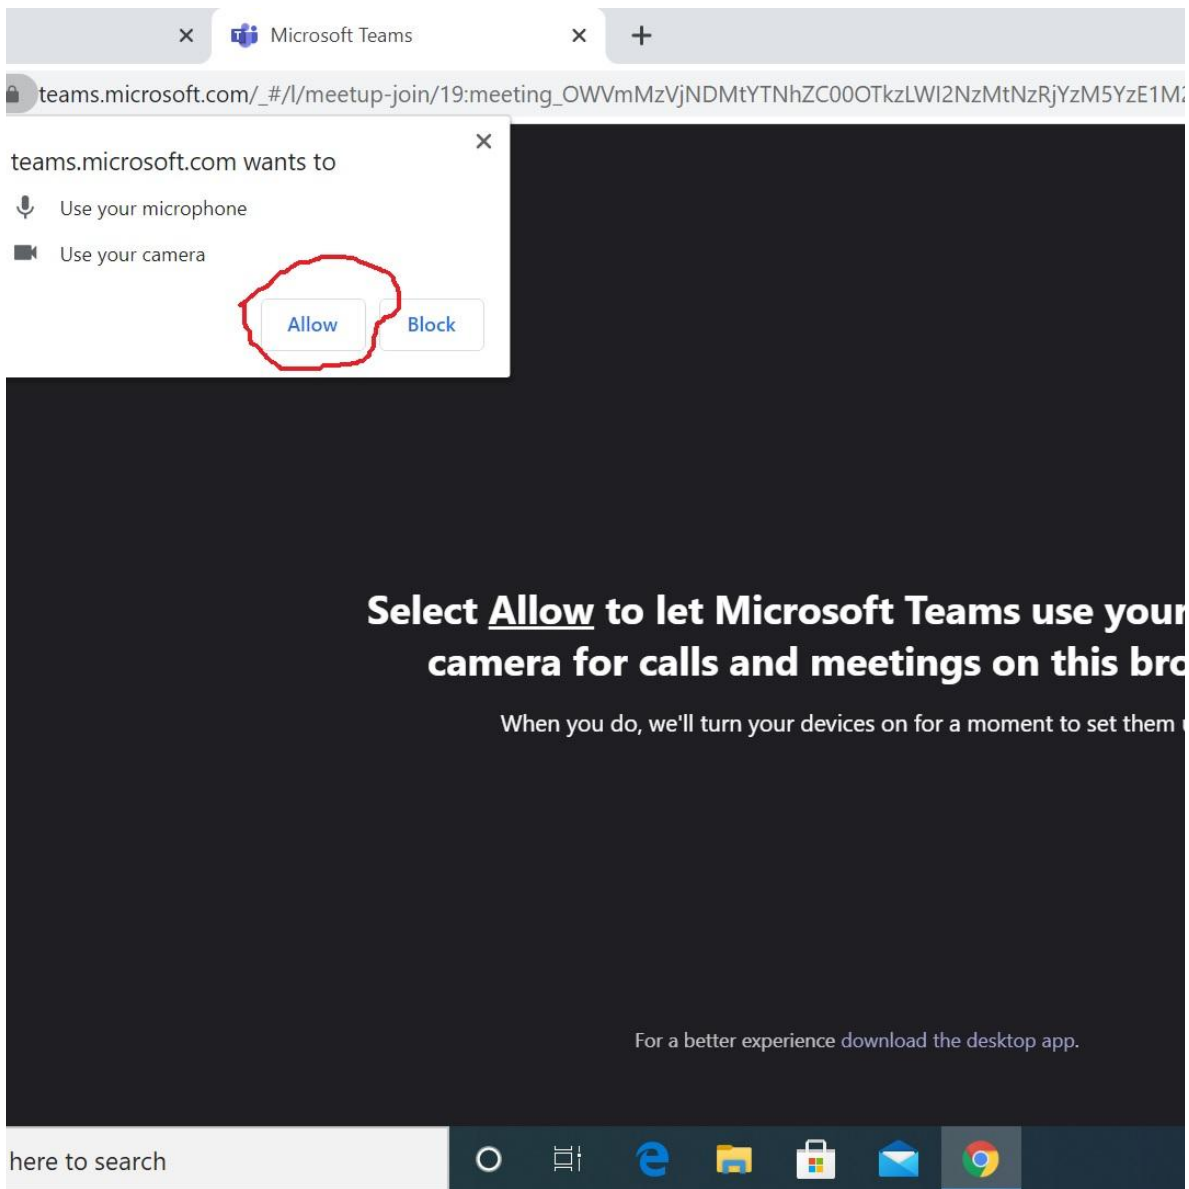 Microsoft Teams
teams.microsoft.com/_#/l/meetup-join/19:meeting_OWVmMzVjNDMtYTNhZC00OTkzLWI2NzMtNzRjYzM5YzE1M2
teams.microsoft.com wants to
Use your microphone
Use your camera
Allow Block
Select Allow to let Microsoft Teams use your
camera for calls and meetings on this bro
When you do, we'll turn your devices on for a moment to set them
For a better experience download the desktop app.
here to search